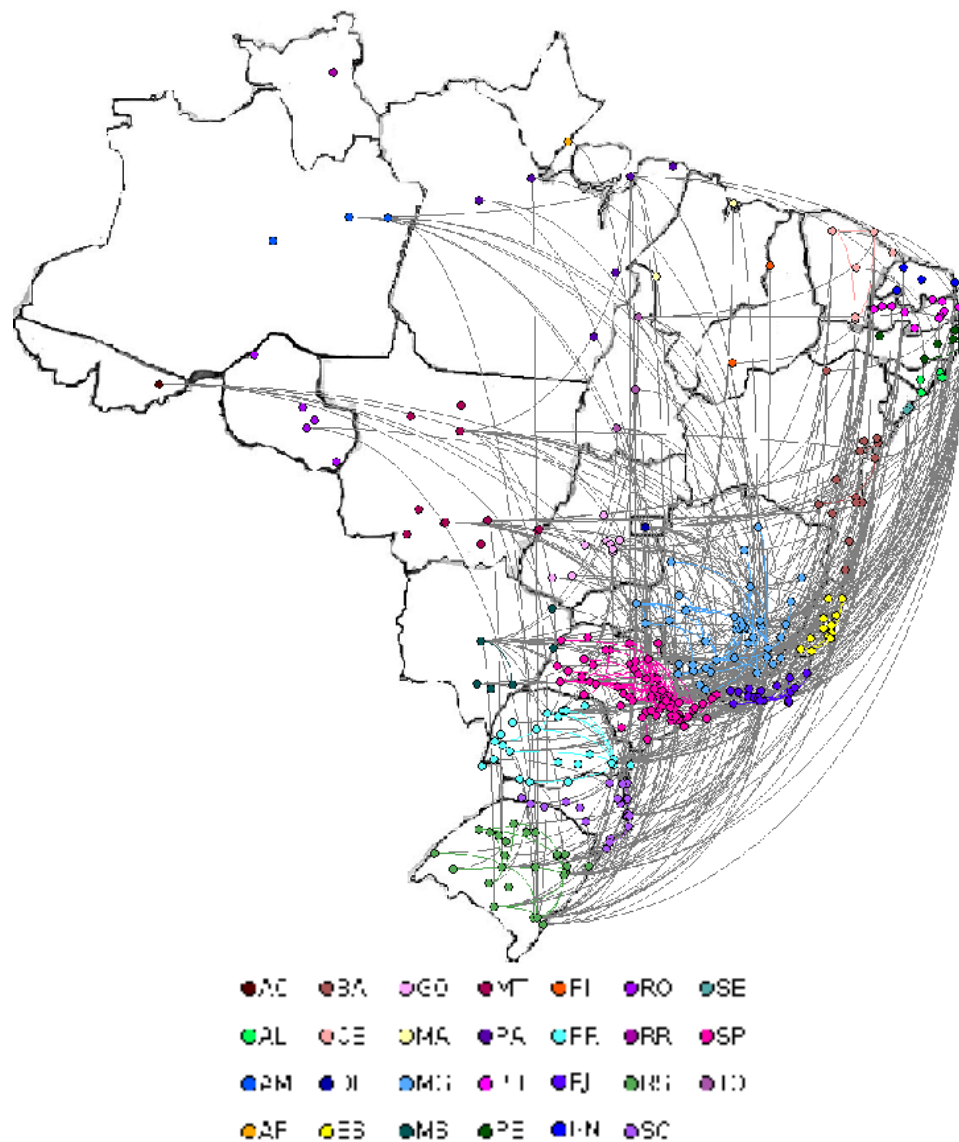 AC BA GO MT PI RO SE
AL CE MA PA PR RR SP
AM DF MG PB RJ RS TO
AP ES MS PE RN SC